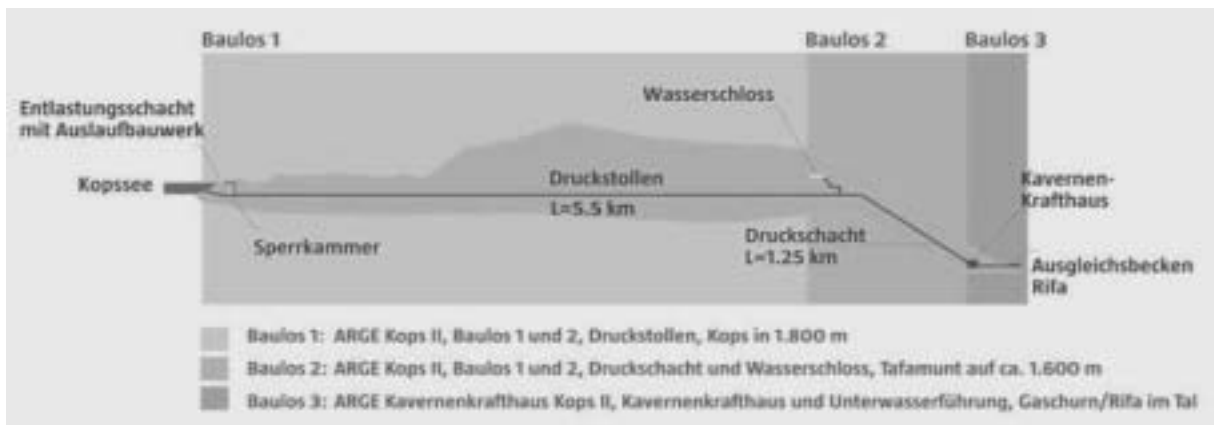 Baulos 1
Baulos 2
Baulos 3
Entlastungsschacht
mit Auslaufbauwerk
Wasserschloss
Kopssee
Druckstollen
L=5.5 km
Kavernen-
Krafthaus
Sperrkammer
Druckschacht
L=1.25 km
Ausgleichsbecken
Rifa
Baulos 1: ARGE Kops II, Baulos 1 und 2, Druckstollen, Kops in 1.800 m
Baulos 2: ARGE Kops II, Baulos 1 und 2, Druckschacht und Wasserschloss, Tafamunt auf ca. 1.600 m
Baulos 3: ARGE Kavernenkrafthaus Kops II, Kavernenkrafthaus und Unterwasserführung, Gaschurn/Rifa im Tal